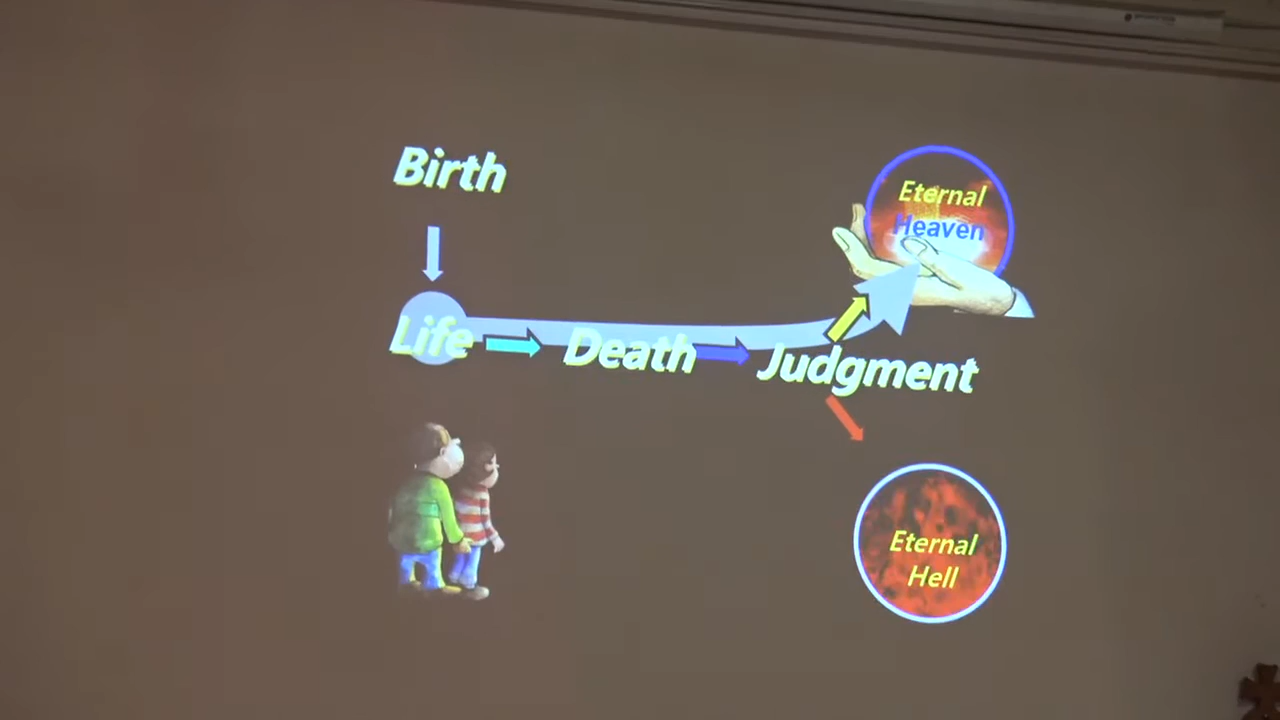 Birth
Eternal
Heaven
Life
Death
Judgment
Eternal
Hell